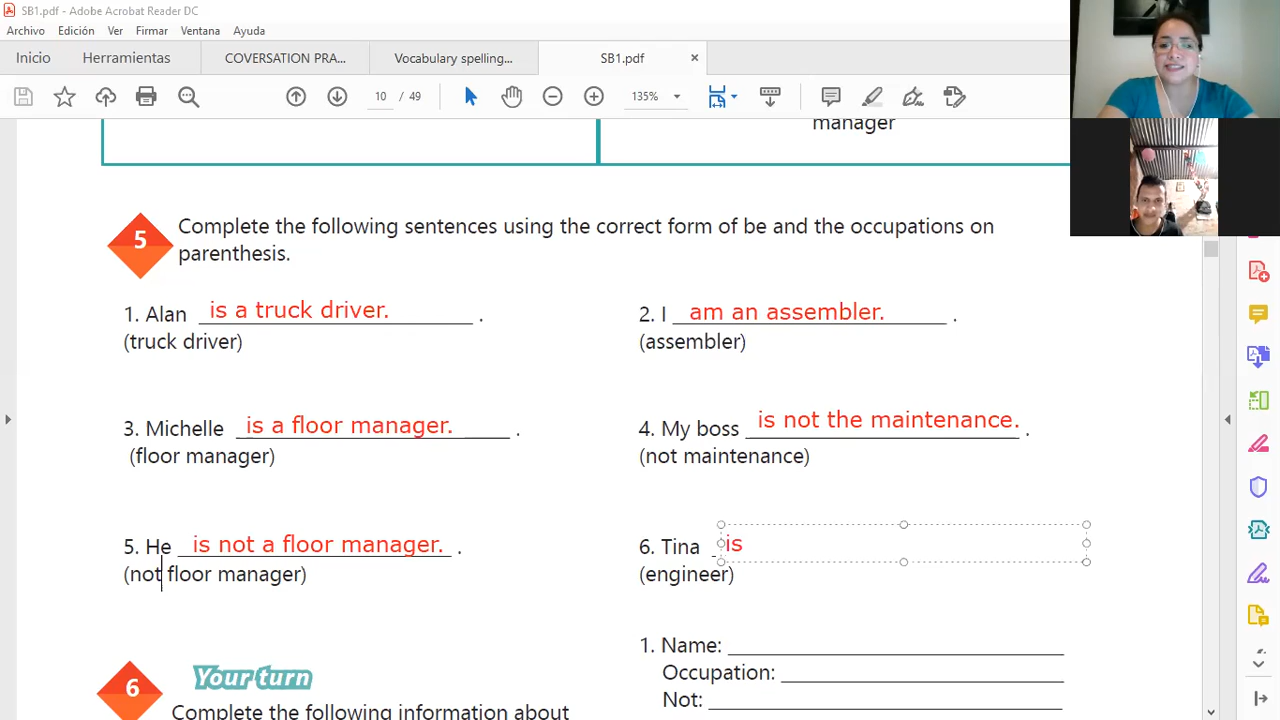 SB1.pdf - Adobe Acrobat Reader DC
Archivo Edición Ver Firmar Ventana Ayuda
Inicio Herramientas COVERSATION PRA... Vocabulary spelling... SB1.pdf ×
10 / 49 135%
manager
5 Complete the following sentences using the correct form of be and the occupations on
parenthesis.
1. Alan is a truck driver. .
(truck driver)
2. I am an assembler. .
(assembler)
3. Michelle is a floor manager. .
(floor manager)
4. My boss is not the maintenance. .
(not maintenance)
5. He is not a floor manager. .
(not floor manager)
6. Tina is
(engineer)
1. Name:
Occupation:
Not:
6 Your turn
Complete the following information about